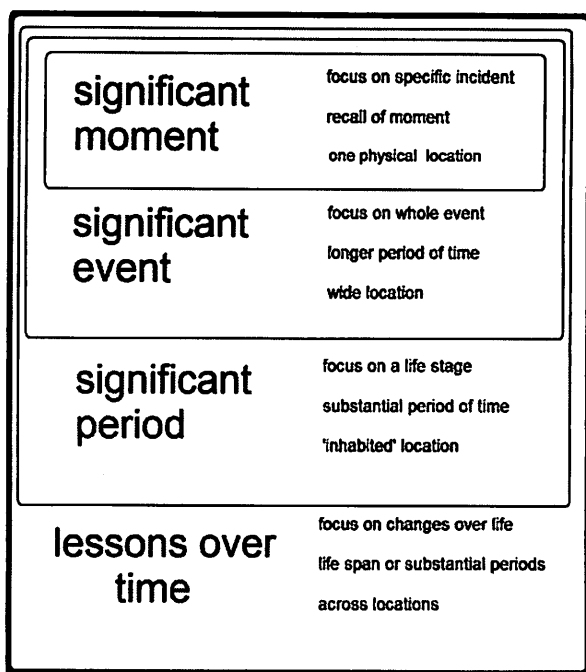 significant
moment
focus on specific incident
recall of moment
one physical location
significant
event
focus on whole event
longer period of time
wide location
significant
period
focus on a life stage
substantial period of time
'inhabited' location
lessons over
time
focus on changes over life
life span or substantial periods
across locations